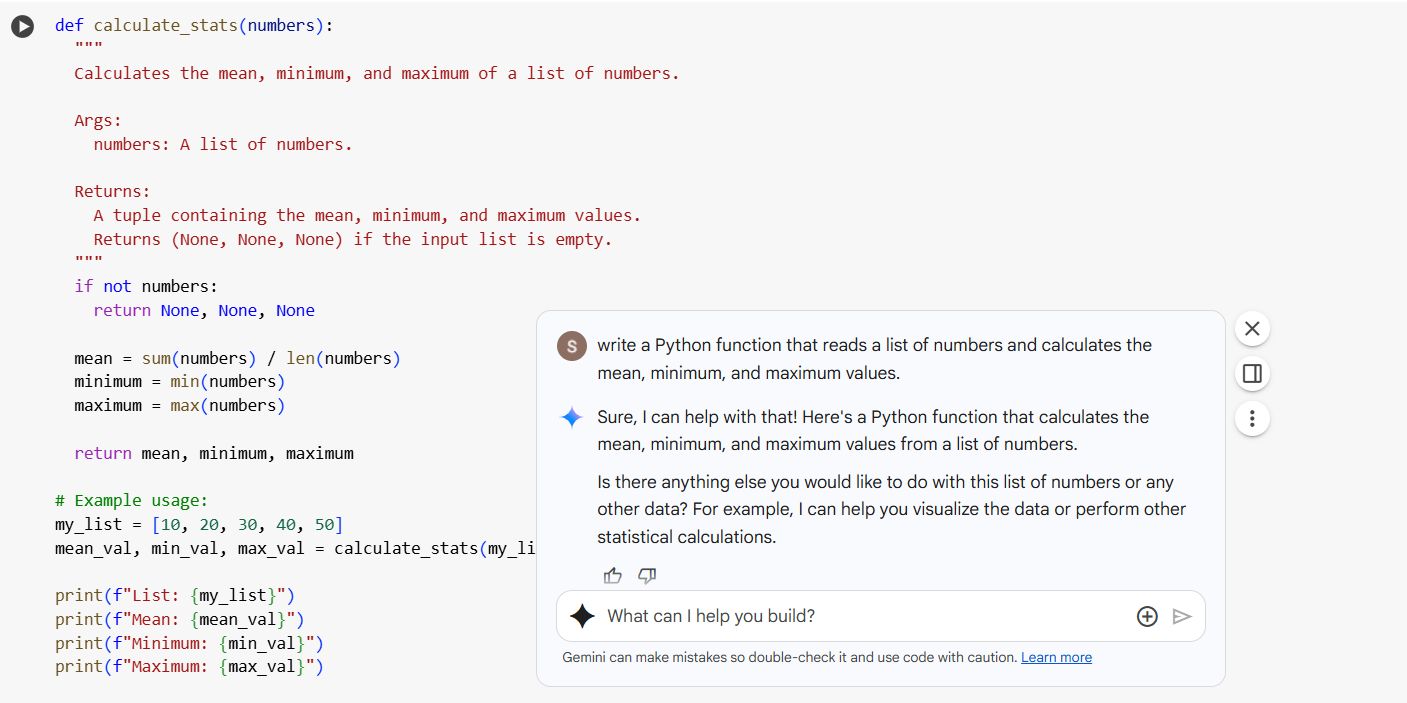 def calculate_stats(numbers):
"""
Calculates the mean, minimum, and maximum of a list of numbers.
Args:
numbers: A list of numbers.
Returns:
A tuple containing the mean, minimum, and maximum values.
Returns (None, None, None) if the input list is empty.
"""
if not numbers:
return None, None, None
mean = sum(numbers) / len(numbers)
minimum = min(numbers)
maximum = max(numbers)
return mean, minimum, maximum
# Example usage:
my_list = [10, 20, 30, 40, 50]
mean_val, min_val, max_val = calculate_stats(my_li
print(f"List: {my_list}")
print(f"Mean: {mean_val}")
print(f"Minimum: {min_val}")
print(f"Maximum: {max_val}")
S
write a Python function that reads a list of numbers and calculates the
mean, minimum, and maximum values.
Sure, I can help with that! Here's a Python function that calculates the
mean, minimum, and maximum values from a list of numbers.
Is there anything else you would like to do with this list of numbers or any
other data? For example, I can help you visualize the data or perform other
statistical calculations.
What can I help you build?
Gemini can make mistakes so double-check it and use code with caution. Learn more